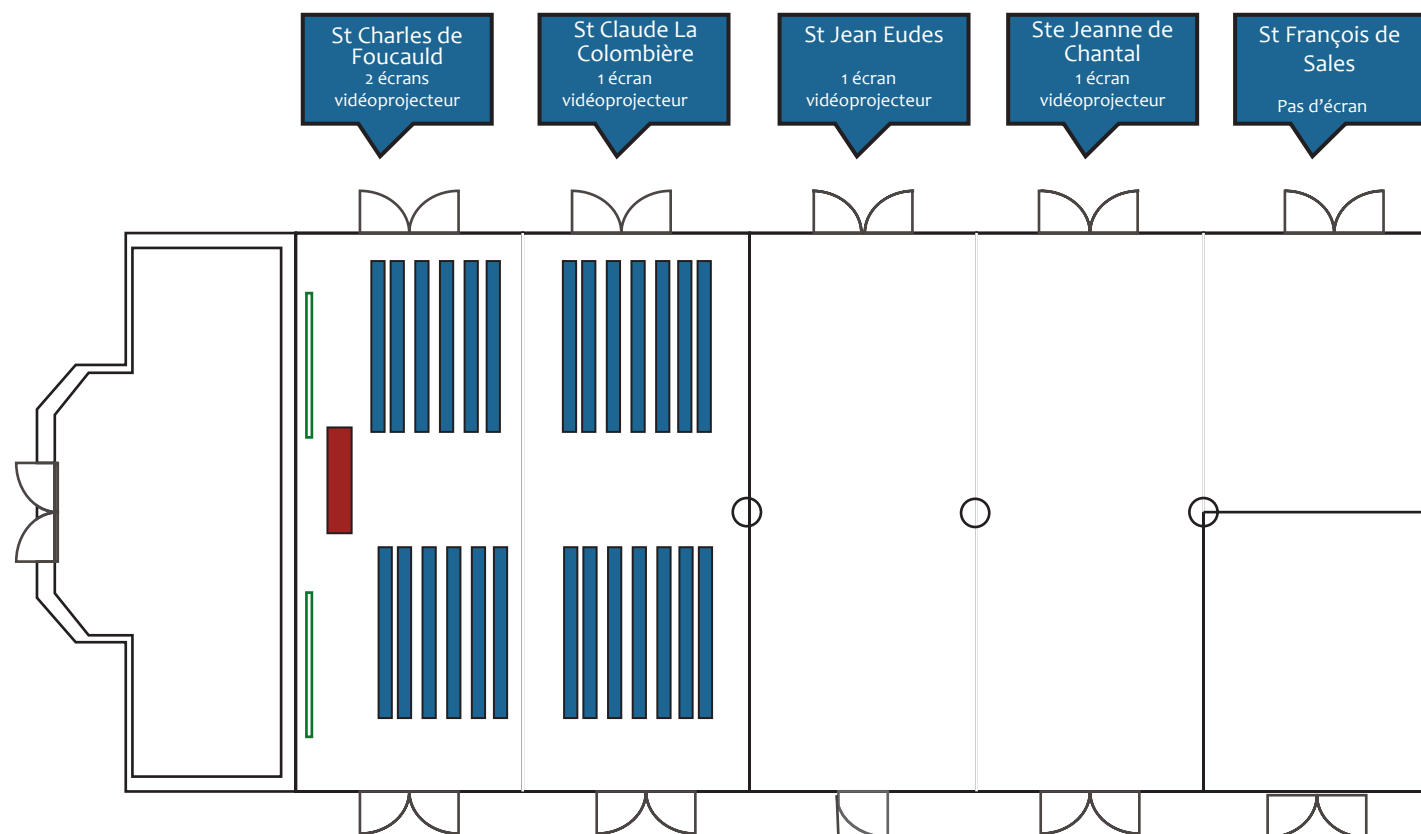 St Charles de
Foucauld
2 écrans
vidéoprojecteur
St Claude La
Colombière
1 écran
vidéoprojecteur
St Jean Eudes
1 écran
vidéoprojecteur
Ste Jeanne de
Chantal
1 écran
vidéoprojecteur
St François de
Sales
Pas d’écran